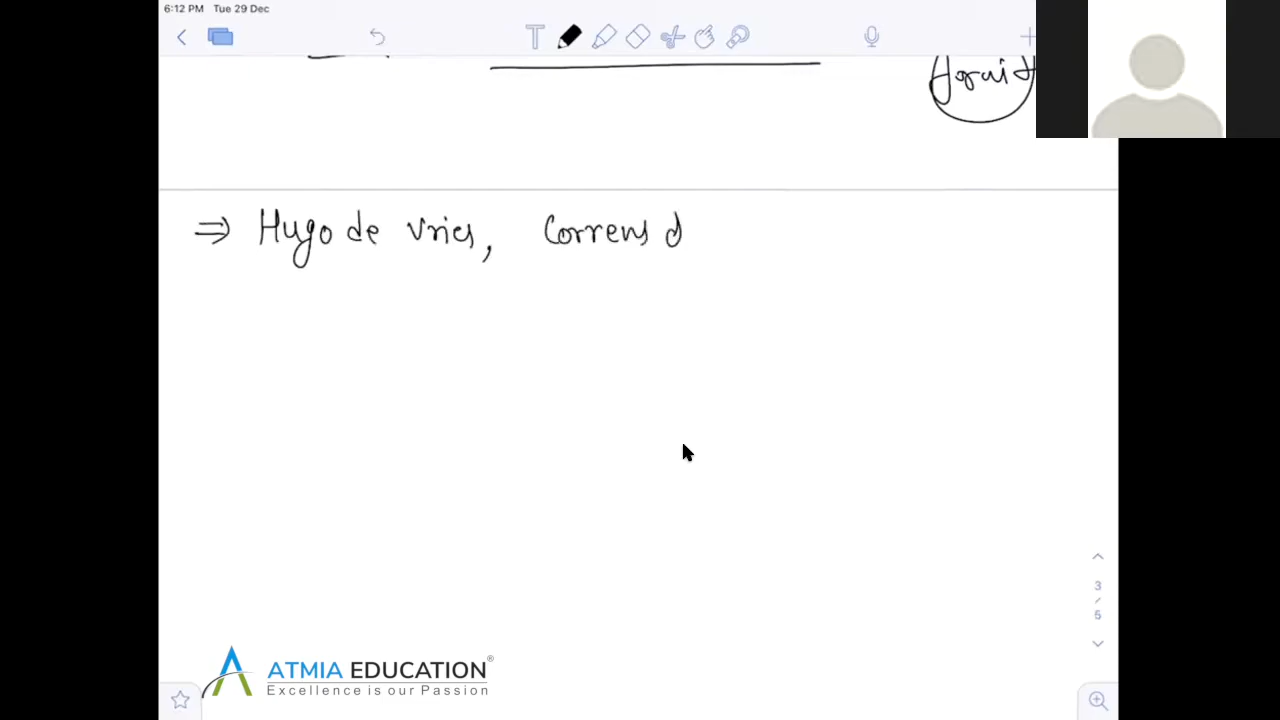 6:12 PM Tue 29 Dec
T
⇒ Hugo de Vries, Correns d
3
5
ATMIA EDUCATION®
Excellence is our Passion